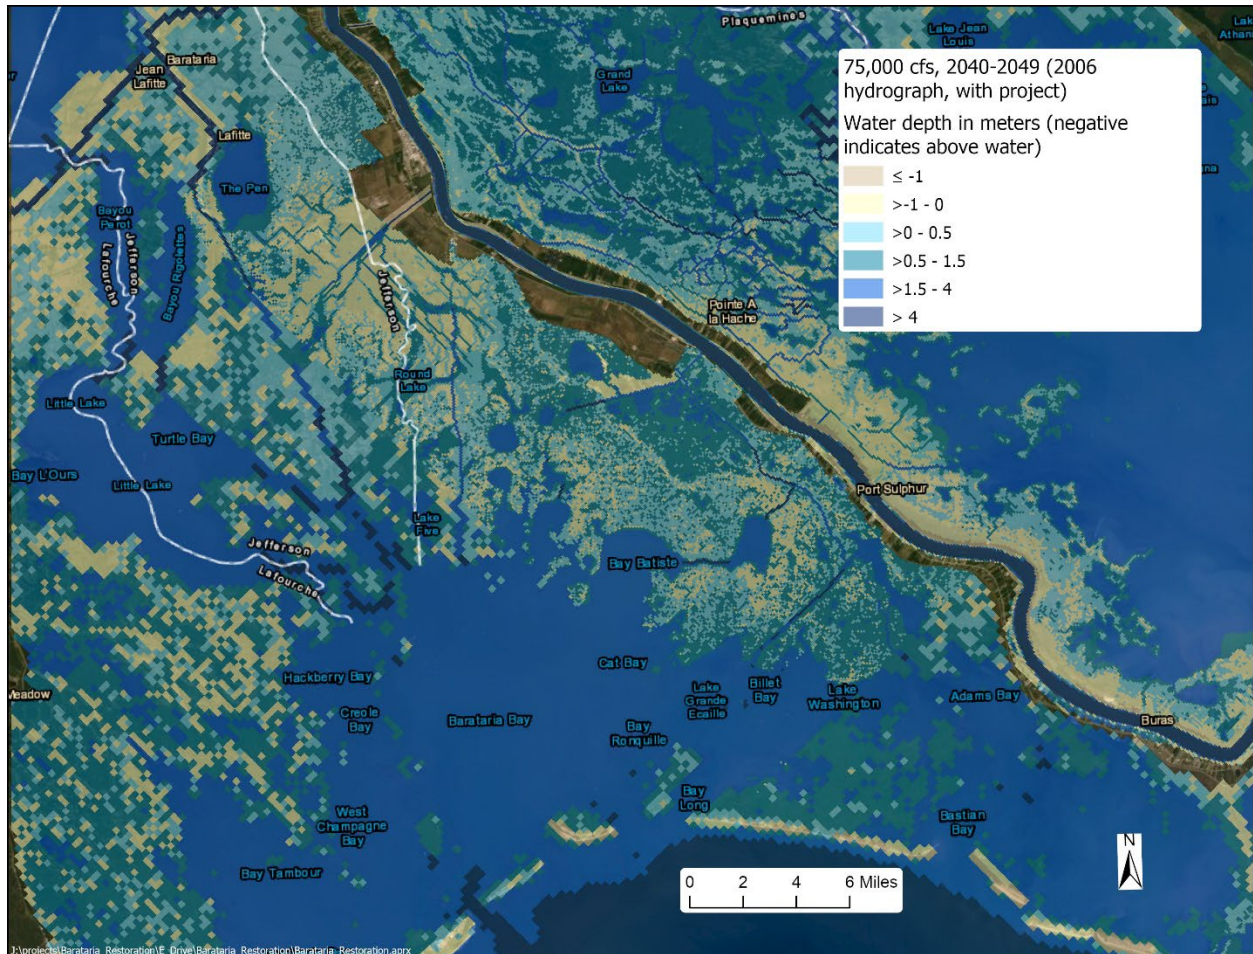 Plaquemines
Lake Jean
Louis
Lake
Athan
Barataria
Jean
Lafitte
Grand
Lake
75,000 cfs, 2040-2049 (2006
hydrograph, with project)
Water depth in meters (negative
indicates above water)
≤ -1
>-1 - 0
>0 - 0.5
>0.5 - 1.5
>1.5 - 4
> 4
Lafitte
The Pen
Bayou
Perot
Jefferson
Lafourche
Bayou Rigolettes
Jefferson
Pointe A
la Hache
Round
Lake
Little Lake
Turtle Bay
Bay L'Ours
Little Lake
Port Sulphur
Lake
Five
Jefferson
Lafourche
Bay Batiste
Cat Bay
Hackberry Bay
Meadow
Lake
Grande
Ecaille
Billet
Bay
Lake
Washington
Adams Bay
Creole
Bay
Barataria Bay
Bay
Ronquille
Buras
Bay
Long
West
Champagne
Bay
Bastian
Bay
Bay Tambour
N
0 2 4 6 Miles
J:\projects\Barataria_Restoration\E_Drive\Barataria_Restoration\Barataria_Restoration.aprx